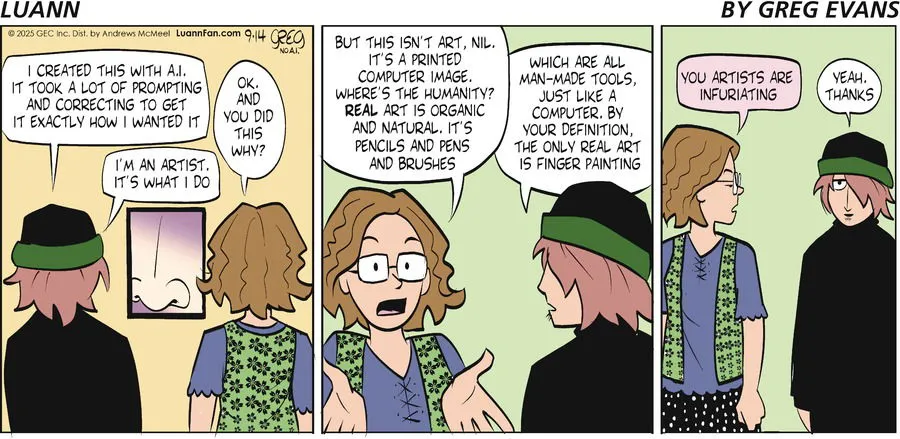 LUANN
BY GREG EVANS
© 2025 GEC Inc. Dist. by Andrews McMeel LuannFan.com 9·14 GREG
NO A.I.
I CREATED THIS WITH A.I.
IT TOOK A LOT OF PROMPTING
AND CORRECTING TO GET
IT EXACTLY HOW I WANTED IT
OK.
AND
YOU DID
THIS
WHY?
I'M AN ARTIST.
IT'S WHAT I DO
BUT THIS ISN'T ART, NIL.
IT'S A PRINTED
COMPUTER IMAGE.
WHERE'S THE HUMANITY?
REAL ART IS ORGANIC
AND NATURAL. IT'S
PENCILS AND PENS
AND BRUSHES
WHICH ARE ALL
MAN-MADE TOOLS,
JUST LIKE A
COMPUTER. BY
YOUR DEFINITION,
THE ONLY REAL ART
IS FINGER PAINTING
YOU ARTISTS ARE
INFURIATING
YEAH.
THANKS